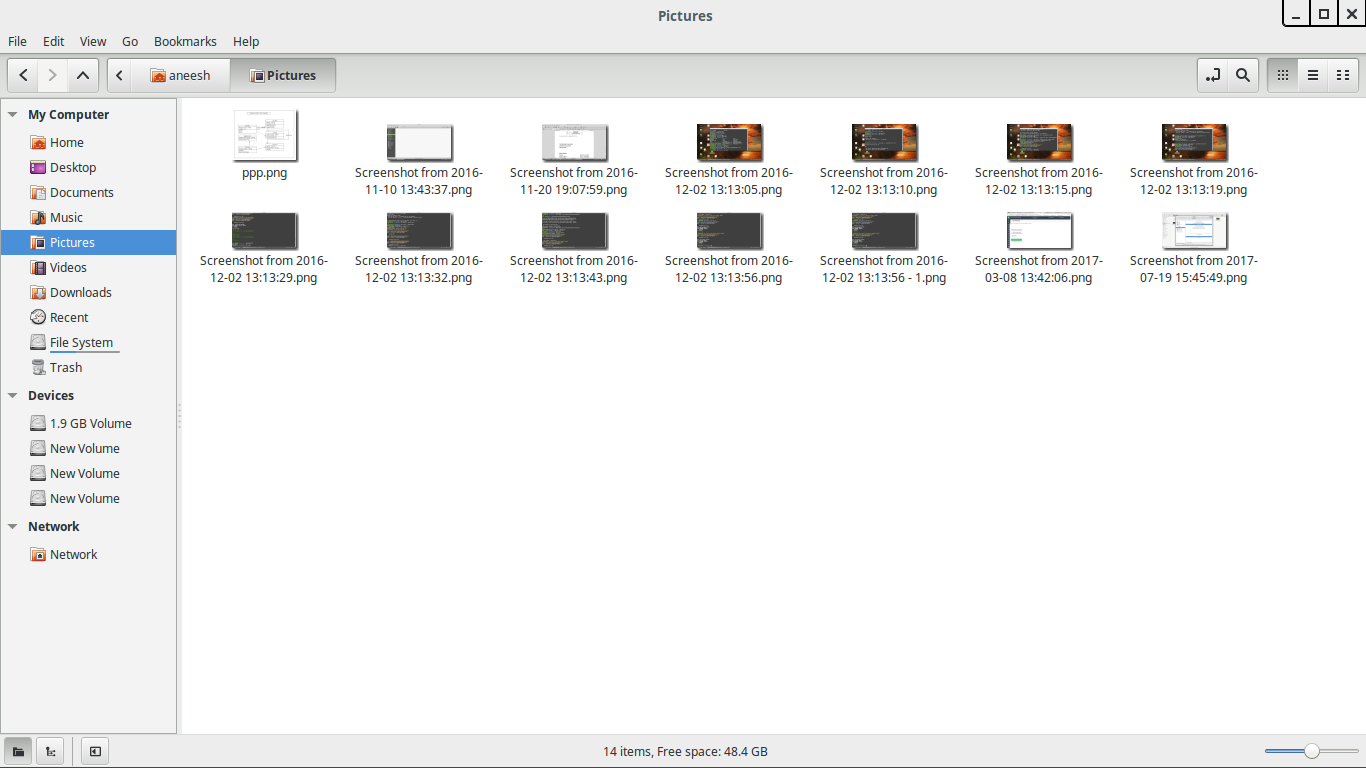 Pictures
File Edit View Go Bookmarks Help
aneesh Pictures
My Computer
Home
Desktop
Documents
Music
Pictures
Videos
Downloads
Recent
File System
Trash
Devices
1.9 GB Volume
New Volume
New Volume
New Volume
Network
Network
ppp.png
Screenshot from 2016-
11-10 13:43:37.png
Screenshot from 2016-
11-20 19:07:59.png
Screenshot from 2016-
12-02 13:13:05.png
Screenshot from 2016-
12-02 13:13:10.png
Screenshot from 2016-
12-02 13:13:15.png
Screenshot from 2016-
12-02 13:13:19.png
Screenshot from 2016-
12-02 13:13:29.png
Screenshot from 2016-
12-02 13:13:32.png
Screenshot from 2016-
12-02 13:13:43.png
Screenshot from 2016-
12-02 13:13:56.png
Screenshot from 2016-
12-02 13:13:56 - 1.png
Screenshot from 2017-
03-08 13:42:06.png
Screenshot from 2017-
07-19 15:45:49.png
14 items, Free space: 48.4 GB